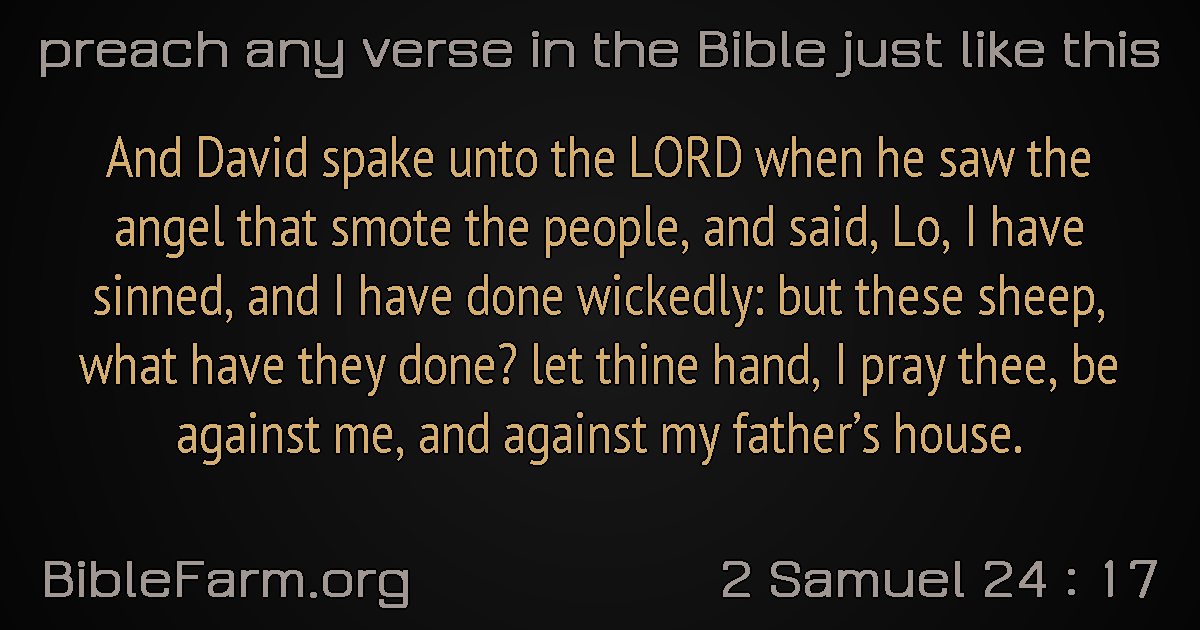 preach any verse in the Bible just like this
And David spake unto the LORD when he saw the
angel that smote the people, and said, Lo, I have
sinned, and I have done wickedly: but these sheep,
what have they done? let thine hand, I pray thee, be
against me, and against my father’s house.
BibleFarm.org
2 Samuel 24 : 17